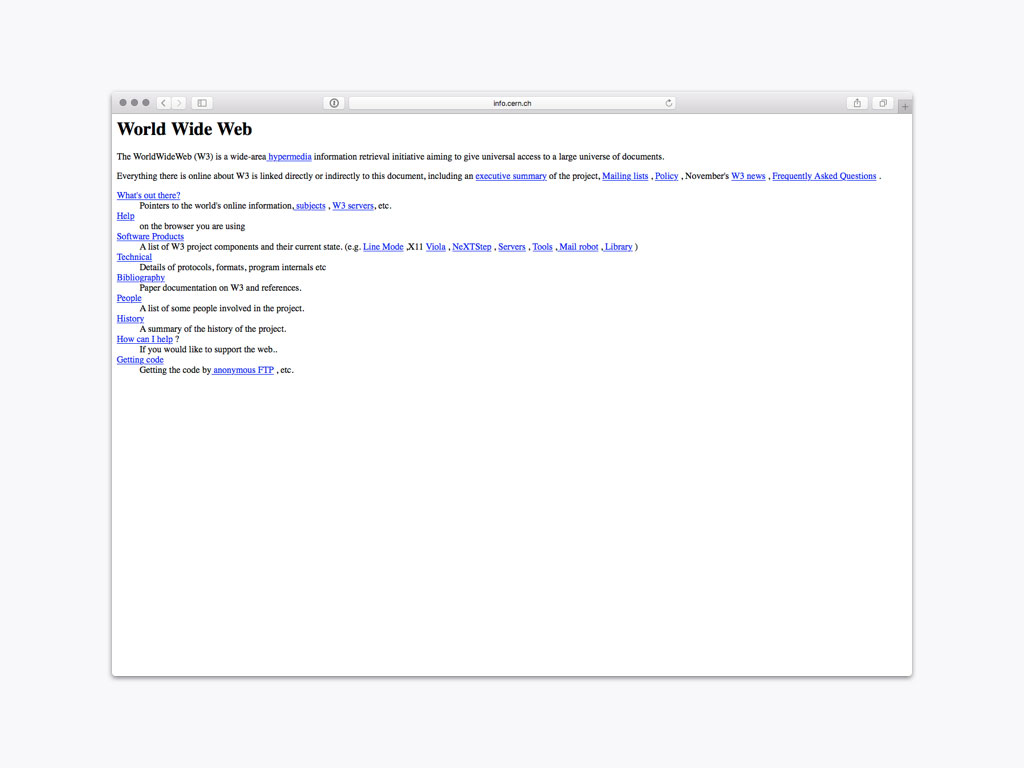 info.cern.ch
World Wide Web
The WorldWideWeb (W3) is a wide-area hypermedia information retrieval initiative aiming to give universal access to a large universe of documents.
Everything there is online about W3 is linked directly or indirectly to this document, including an executive summary of the project, Mailing lists , Policy , November's W3 news , Frequently Asked Questions .
What's out there?
Pointers to the world's online information, subjects , W3 servers, etc.
Help
on the browser you are using
Software Products
A list of W3 project components and their current state. (e.g. Line Mode ,X11 Viola , NeXTStep , Servers , Tools , Mail robot , Library )
Technical
Details of protocols, formats, program internals etc
Bibliography
Paper documentation on W3 and references.
People
A list of some people involved in the project.
History
A summary of the history of the project.
How can I help ?
If you would like to support the web..
Getting code
Getting the code by anonymous FTP , etc.